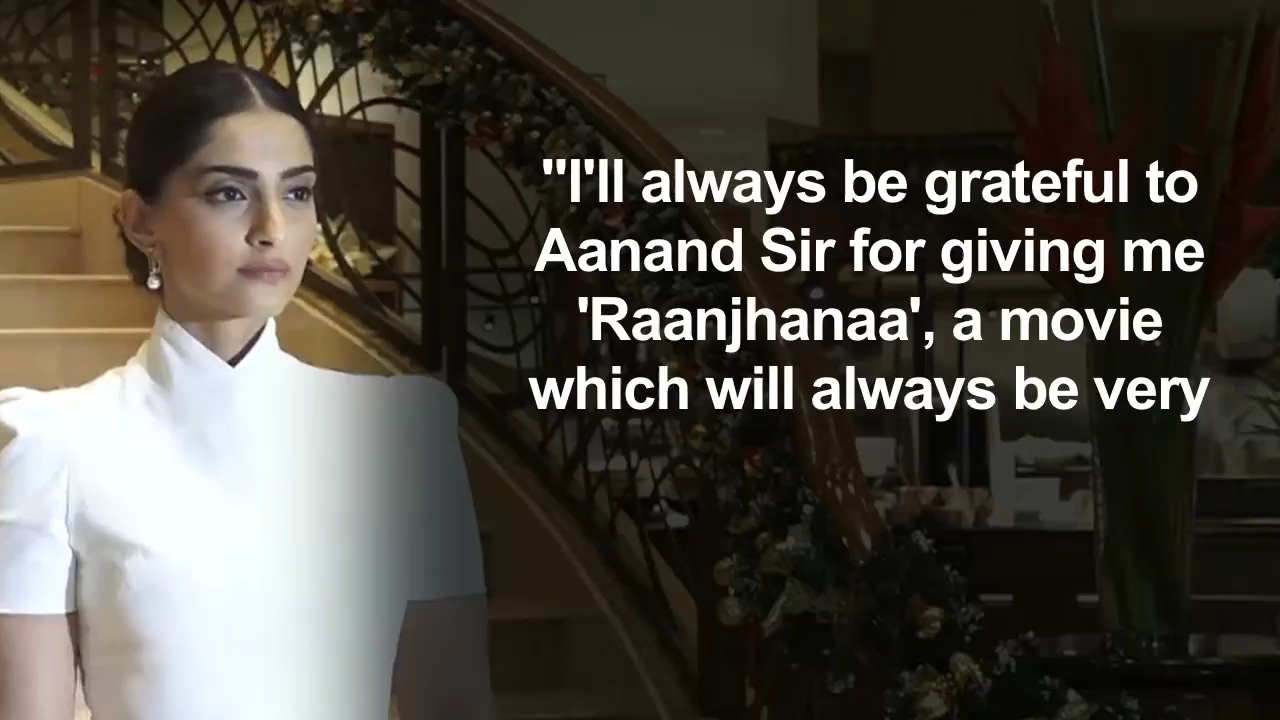 "I'll always be grateful to
Aanand Sir for giving me
'Raanjhanaa', a movie
which will always be very